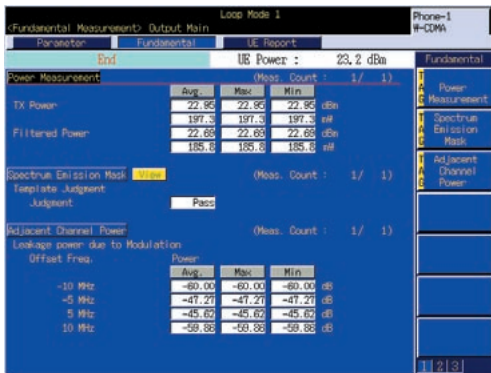 Loop Mode 1
<Fundamental Measurement> Output Main
Phone-1
W-CDMA
Parameter Fundamental UE Report
End UE Power : 23.2 dBm
Fundamental
Power Measurement (Meas. Count : 1/ 1)
Avg. Max Min
TX Power 22.95 22.95 22.95 dBm
197.3 197.3 197.3 mW
Filtered Power 22.69 22.69 22.69 dBm
185.8 185.8 185.8 mW
Spectrum Emission Mask View (Meas. Count : 1/ 1)
Template Judgment
Judgment Pass
Adjacent Channel Power (Meas. Count : 1/ 1)
Leakage power due to Modulation
Offset Freq. Power
Avg. Max Min
-10 MHz -60.00 -60.00 -60.00 dB
-5 MHz -47.27 -47.27 -47.27 dB
5 MHz -45.62 -45.62 -45.62 dB
10 MHz -59.86 -59.86 -59.86 dB
TAG Power Measurement
TAG Spectrum Emission Mask
TAG Adjacent Channel Power
1 2 3